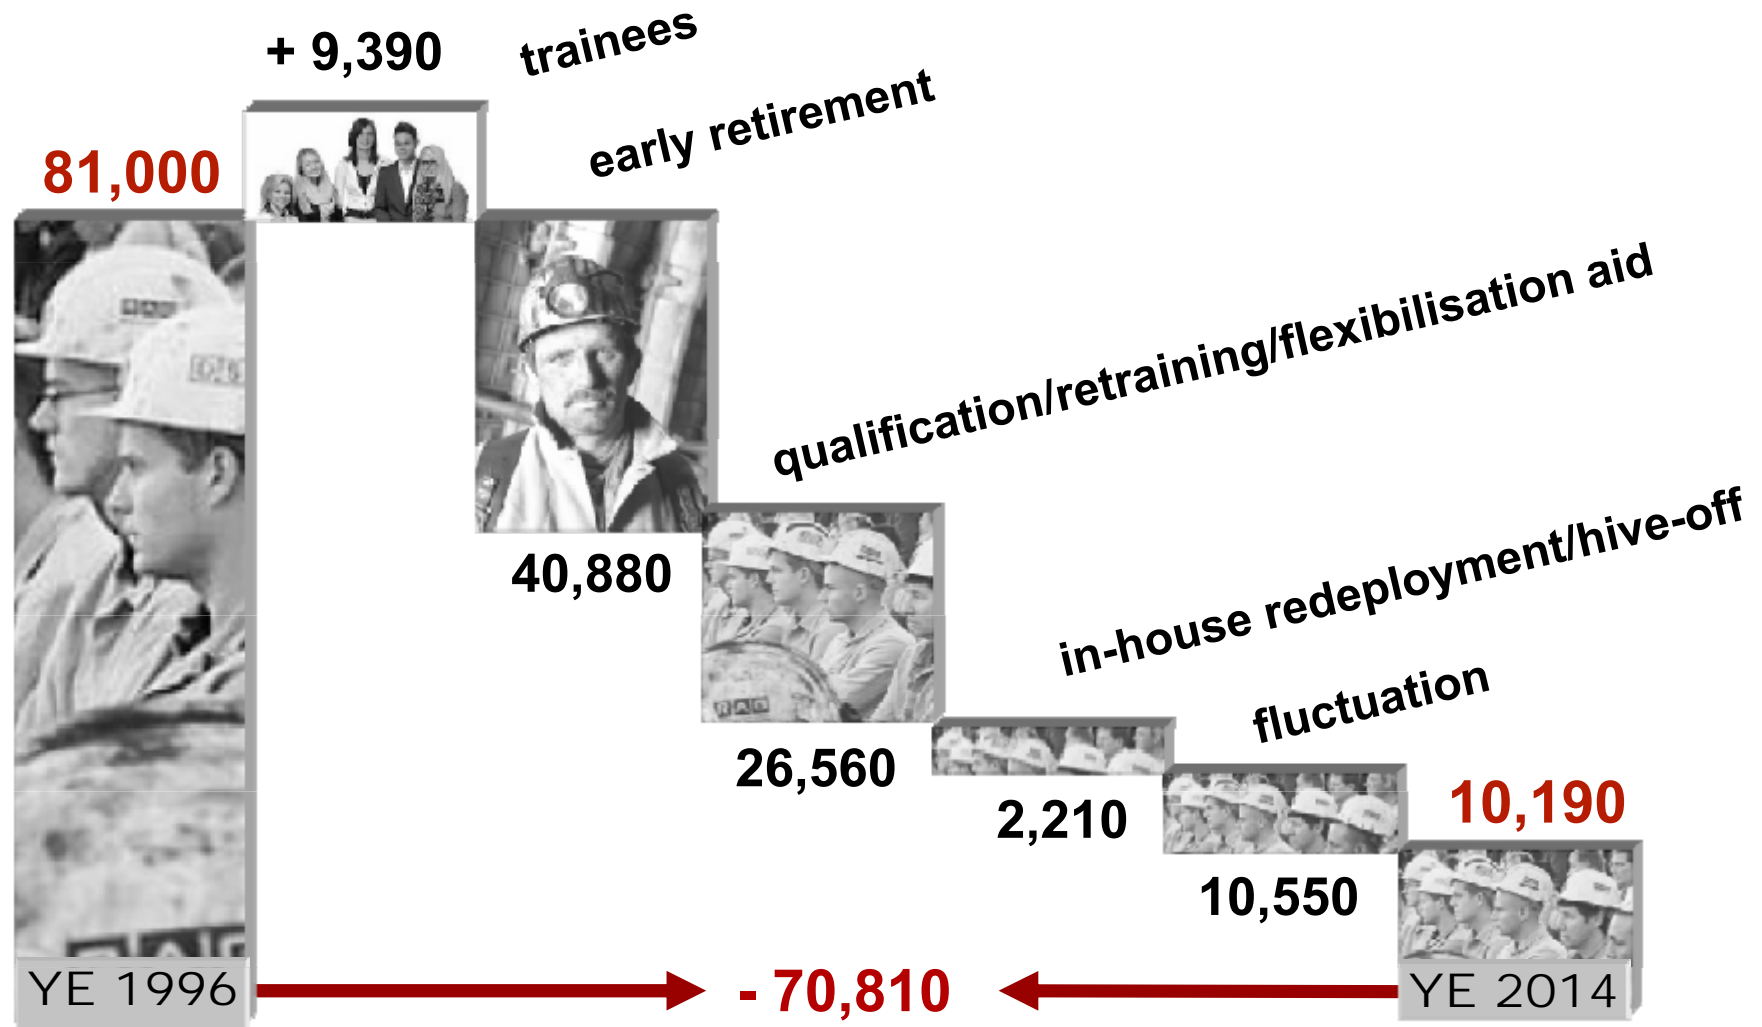 + 9,390
trainees
early retirement
81,000
qualification/retraining/flexibilisation aid
40,880
in-house redeployment/hive-off
fluctuation
26,560
2,210
10,190
10,550
RAG
YE 1996
- 70,810
YE 2014